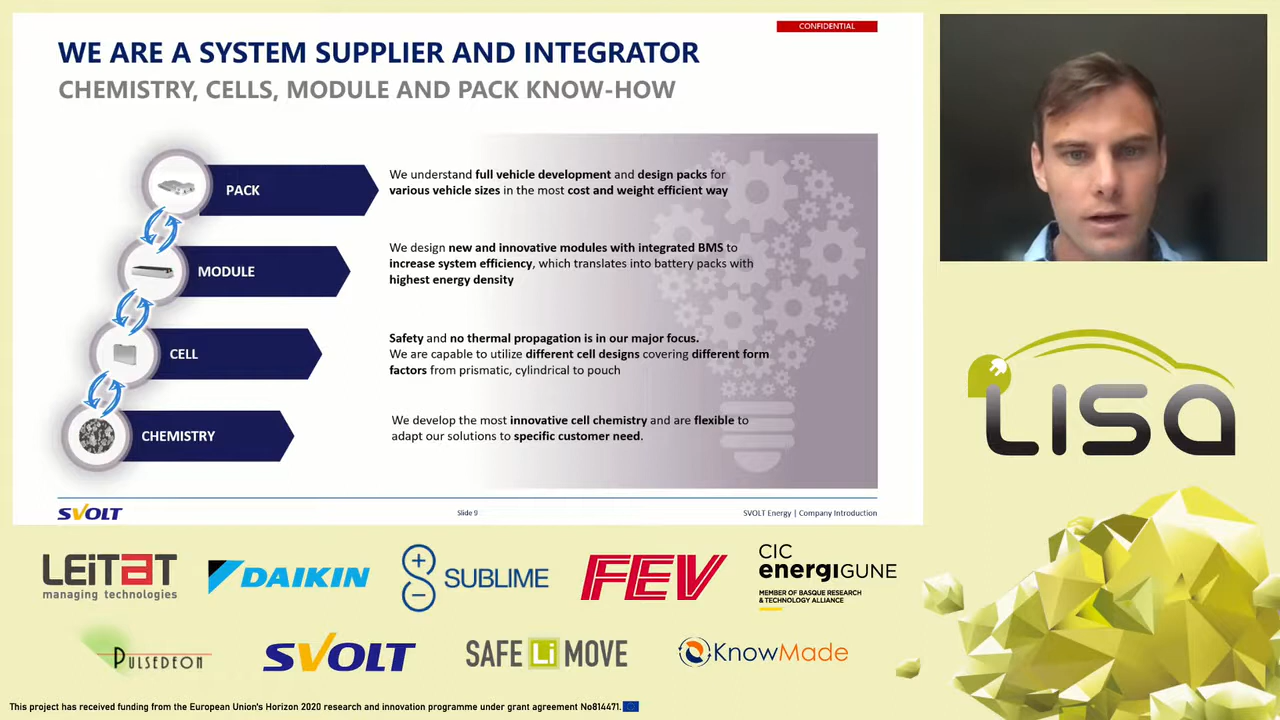 CONFIDENTIAL
WE ARE A SYSTEM SUPPLIER AND INTEGRATOR
CHEMISTRY, CELLS, MODULE AND PACK KNOW-HOW
PACK
We understand full vehicle development and design packs for
various vehicle sizes in the most cost and weight efficient way
MODULE
We design new and innovative modules with integrated BMS to
increase system efficiency, which translates into battery packs with
highest energy density
CELL
Safety and no thermal propagation is in our major focus.
We are capable to utilize different cell designs covering different form
factors from prismatic, cylindrical to pouch
CHEMISTRY
We develop the most innovative cell chemistry and are flexible to
adapt our solutions to specific customer need.
SVOLT
Slide 9
SVOLT Energy | Company Introduction
LISA
LEITAT
managing technologies
DAIKIN
SUBLIME
FEV
CIC
energiGUNE
MEMBER OF BASQUE RESEARCH
& TECHNOLOGY ALLIANCE
PULSEDEON
SVOLT
SAFE Li MOVE
KnowMade
This project has received funding from the European Union's Horizon 2020 research and innovation programme under grant agreement No814471.